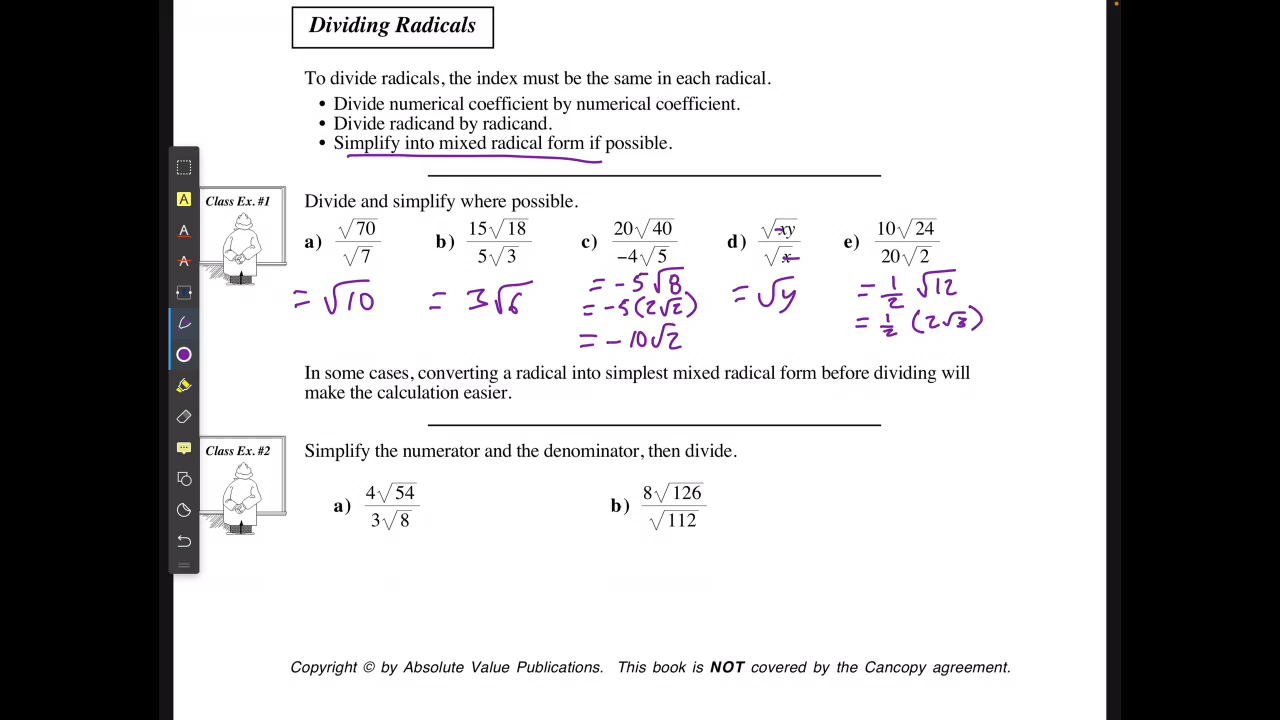 Dividing Radicals
To divide radicals, the index must be the same in each radical.
• Divide numerical coefficient by numerical coefficient.
• Divide radicand by radicand.
• Simplify into mixed radical form if possible.
Class Ex. #1
Divide and simplify where possible.
a) √70 / √7 b) 15√18 / 5√3 c) 20√40 / −4√5 d) √xy / √x e) 10√24 / 20√2
= √10 = 3√6 = -5√8 = √y = 1/2 √12
= -5(2√2) = 1/2 (2√3)
= -10√2
In some cases, converting a radical into simplest mixed radical form before dividing will
make the calculation easier.
Class Ex. #2
Simplify the numerator and the denominator, then divide.
a) 4√54 / 3√8 b) 8√126 / √112
Copyright © by Absolute Value Publications. This book is NOT covered by the Cancopy agreement.
A
A
A